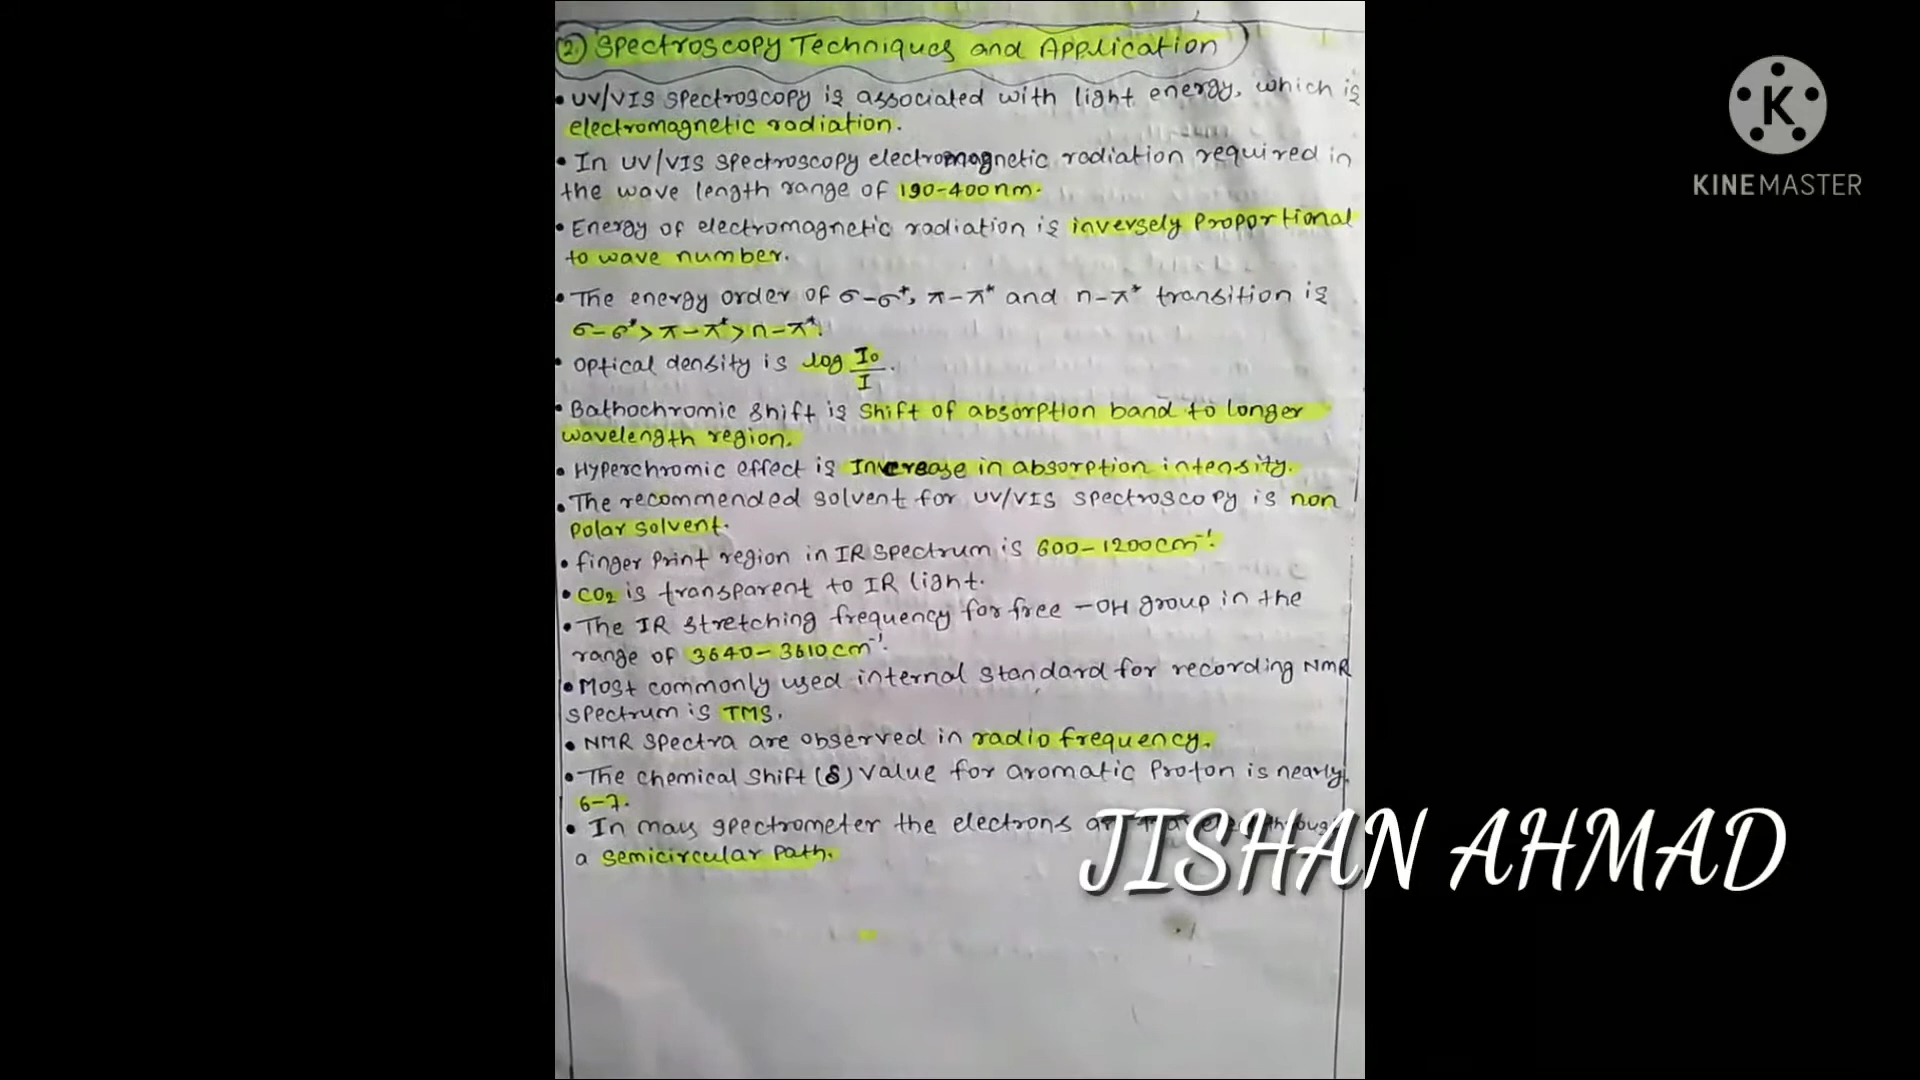 (2.) Spectroscopy Techniques and Application
• UV/VIS spectroscopy is associated with light energy, which is
electromagnetic radiation.
• In UV/VIS spectroscopy electromagnetic radiation required in
the wave length range of 190-400nm.
• Energy of electromagnetic radiation is inversely proportional
to wave number.
• The energy order of σ-σ*, π-π* and n-π* transition is
σ-σ*>π-π*>n-π*.
• Optical density is log I₀/I.
• Bathochromic shift is shift of absorption band to longer
wavelength region.
• Hyperchromic effect is Increase in absorption intensity.
• The recommended solvent for UV/VIS spectroscopy is non
polar solvent.
• finger print region in IR spectrum is 600-1200cm⁻¹.
• CO₂ is transparent to IR light.
• The IR stretching frequency for free -OH group in the
range of 3640-3610cm⁻¹.
• Most commonly used internal standard for recording NMR
spectrum is TMS.
• NMR spectra are observed in radio frequency.
• The chemical shift (δ) value for aromatic proton is nearly
6-7.
• In mass spectrometer the electrons
a semicircular path.
K
KINEMASTER
JISHAN AHMAD